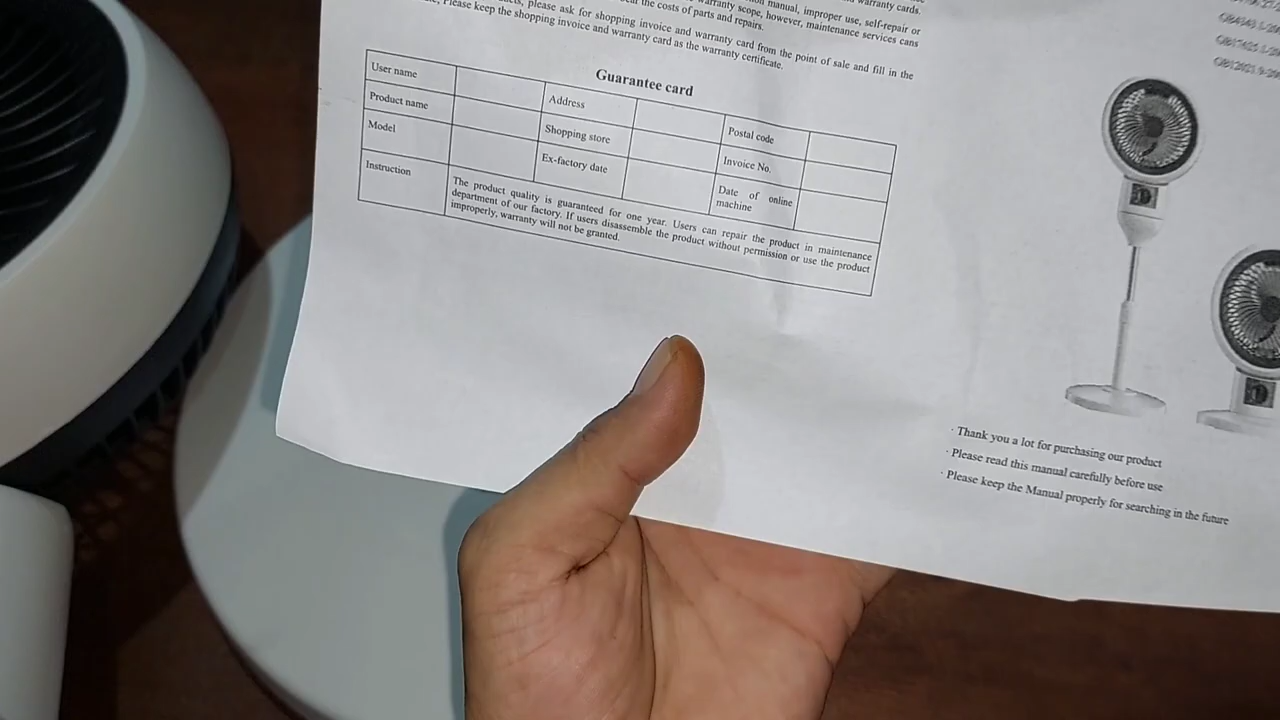 manual, improper use, self-repair or
the costs of parts and repairs. warranty scope, however, maintenance services cans
please ask for shopping invoice and warranty card from the point of sale and fill in the
Please keep the shopping invoice and warranty card as the warranty certificate.
Guarantee card
User name Address Postal code
Product name Shopping store Invoice No.
Model Ex-factory date Date of online machine
Instruction The product quality is guaranteed for one year. Users can repair the product in maintenance
department of our factory. If users disassemble the product without permission or use the product
improperly, warranty will not be granted.
· Thank you a lot for purchasing our product
· Please read this manual carefully before use
· Please keep the Manual properly for searching in the future